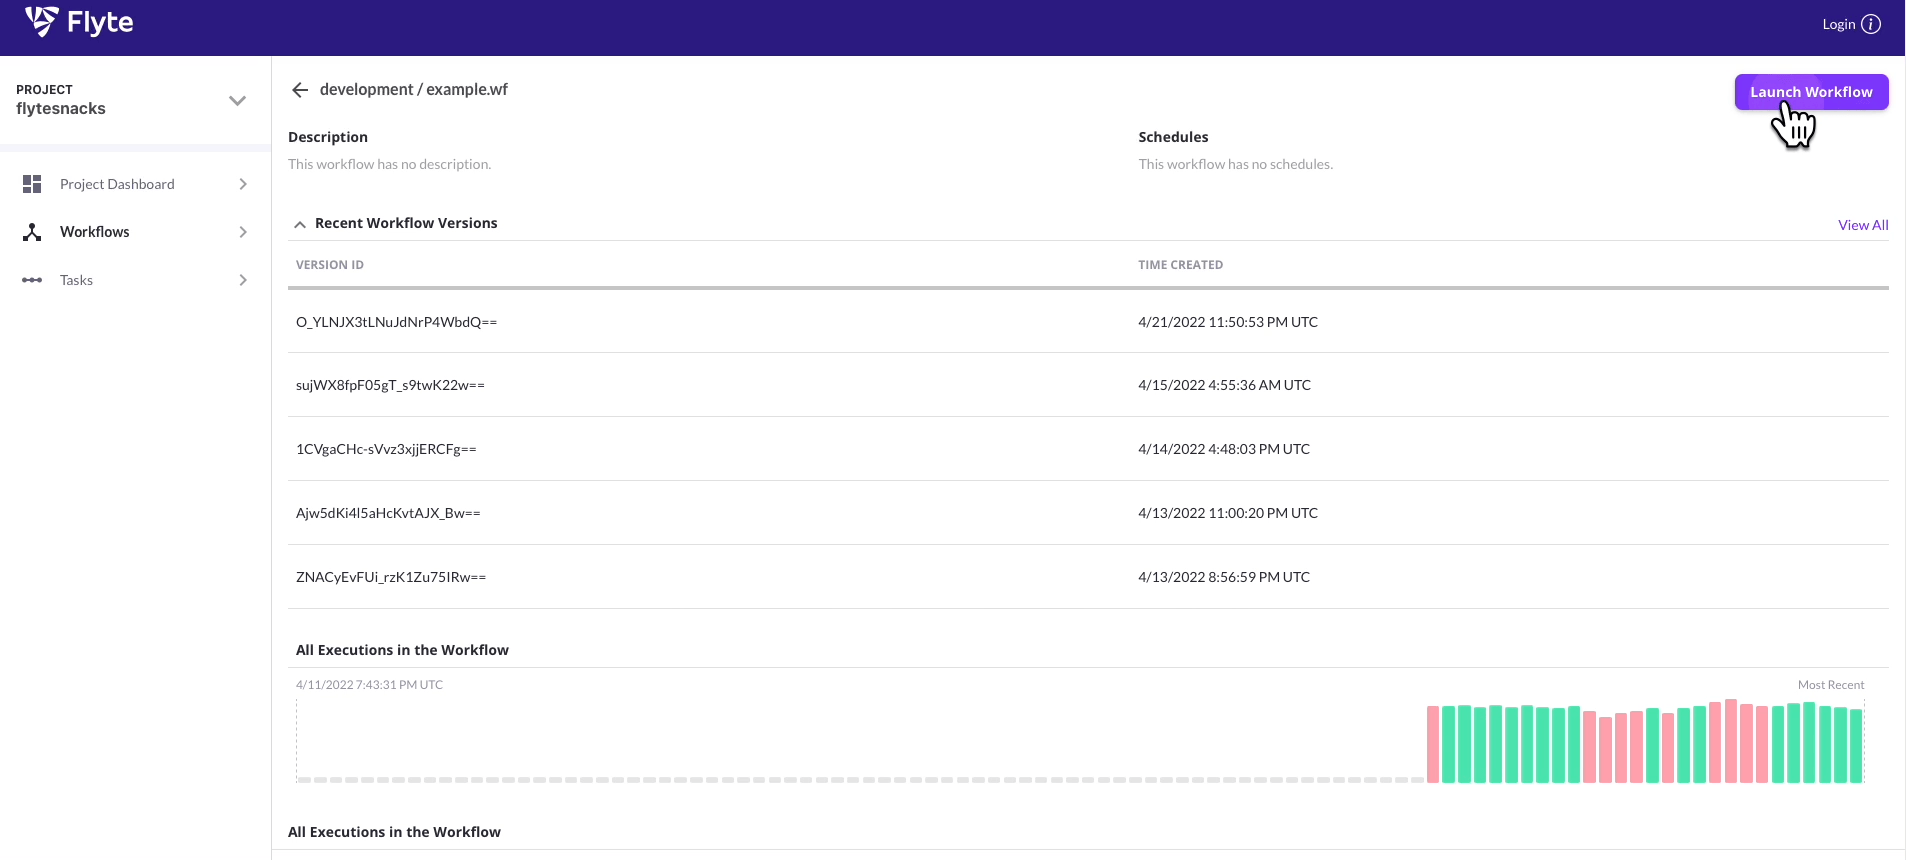 Flyte
Login
PROJECT
flytesnacks
Project Dashboard
Workflows
Tasks
development / example.wf
Launch Workflow
Description
This workflow has no description.
Schedules
This workflow has no schedules.
Recent Workflow Versions
View All
VERSION ID TIME CREATED
O_YLNJX3tLNuJdNrP4WbdQ== 4/21/2022 11:50:53 PM UTC
sujWX8fpF05gT_s9twK22w== 4/15/2022 4:55:36 AM UTC
1CVgaCHc-sVvz3xjjERCFg== 4/14/2022 4:48:03 PM UTC
Ajw5dKi4l5aHcKvtAJX_Bw== 4/13/2022 11:00:20 PM UTC
ZNACyEvFUi_rzK1Zu75IRw== 4/13/2022 8:56:59 PM UTC
All Executions in the Workflow
4/11/2022 7:43:31 PM UTC Most Recent
All Executions in the Workflow